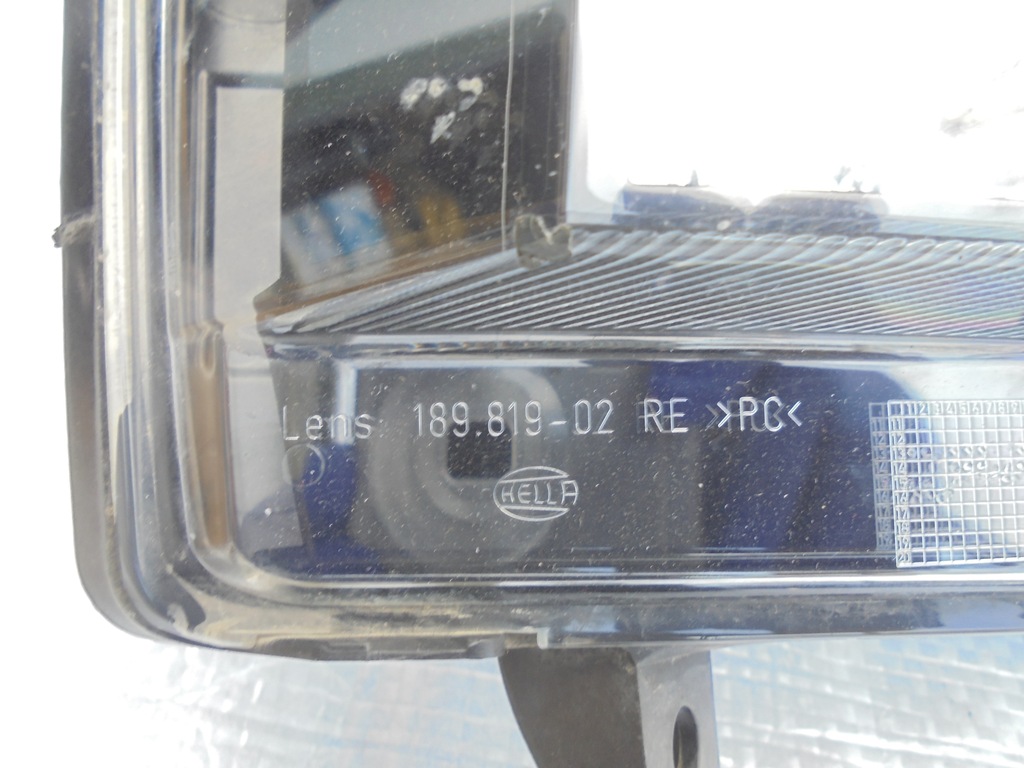 Lens 189.819-02 RE >PC<
HELLA